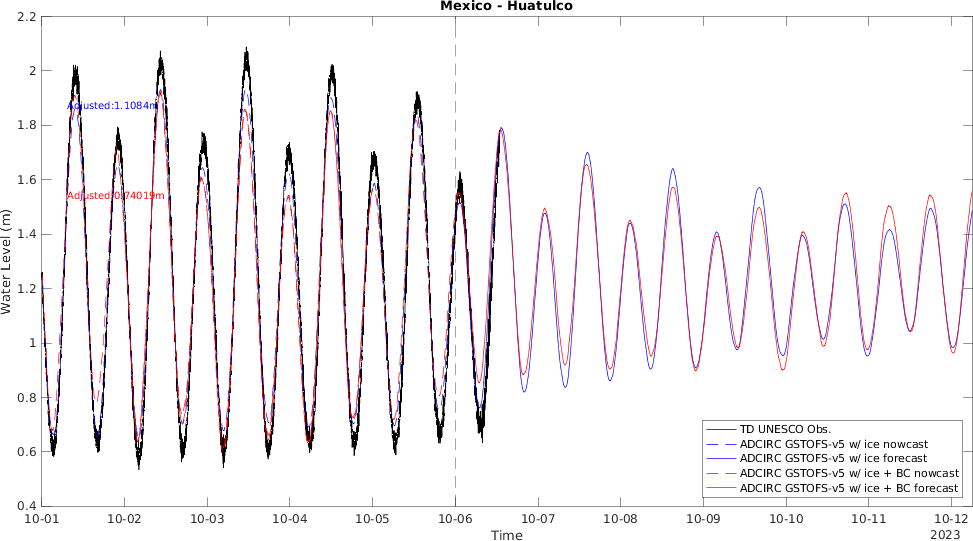 Mexico - Huatulco
2.2
2
1.8
1.6
1.4
1.2
1
0.8
0.6
0.4
Water Level (m)
Adjusted:1.1084m
Adjusted:0.74019m
TD UNESCO Obs.
ADCIRC GSTOFS-v5 w/ ice nowcast
ADCIRC GSTOFS-v5 w/ ice forecast
ADCIRC GSTOFS-v5 w/ ice + BC nowcast
ADCIRC GSTOFS-v5 w/ ice + BC forecast
10-01 10-02 10-03 10-04 10-05 10-06 10-07 10-08 10-09 10-10 10-11 10-12
2023
Time